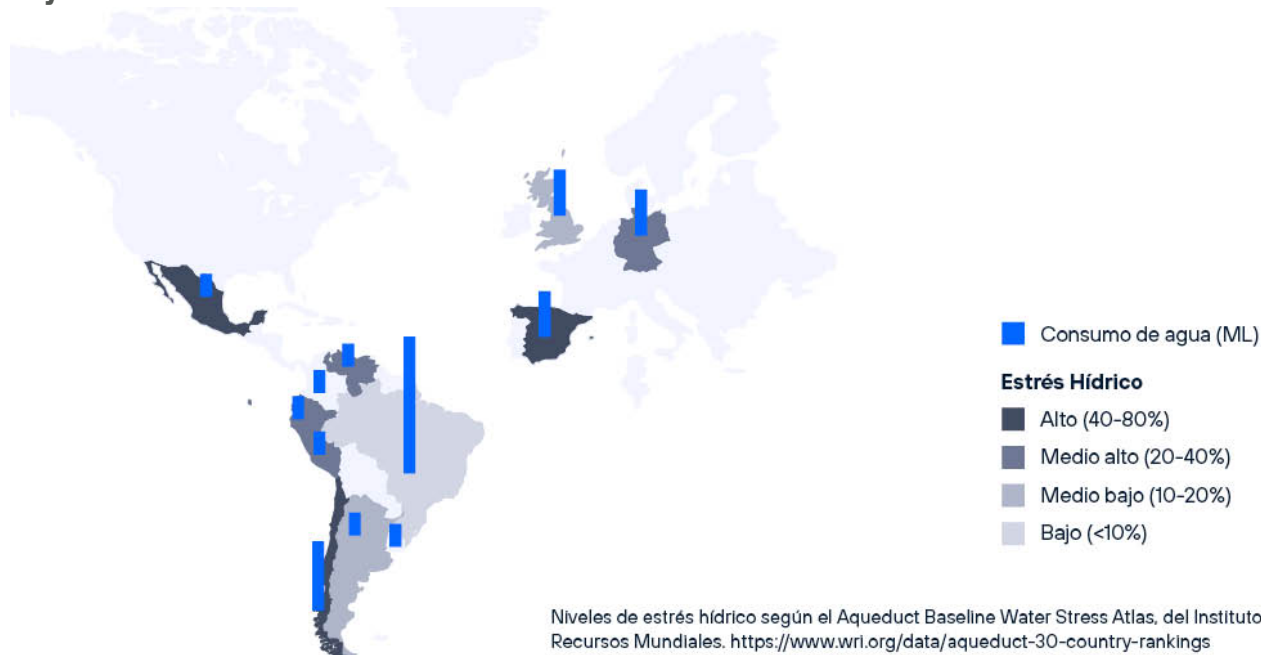 Consumo de agua (ML)
Estrés Hídrico
Alto (40-80%)
Medio alto (20-40%)
Medio bajo (10-20%)
Bajo (<10%)
Niveles de estrés hídrico según el Aqueduct Baseline Water Stress Atlas, del Instituto
Recursos Mundiales. https://www.wri.org/data/aqueduct-30-country-rankings